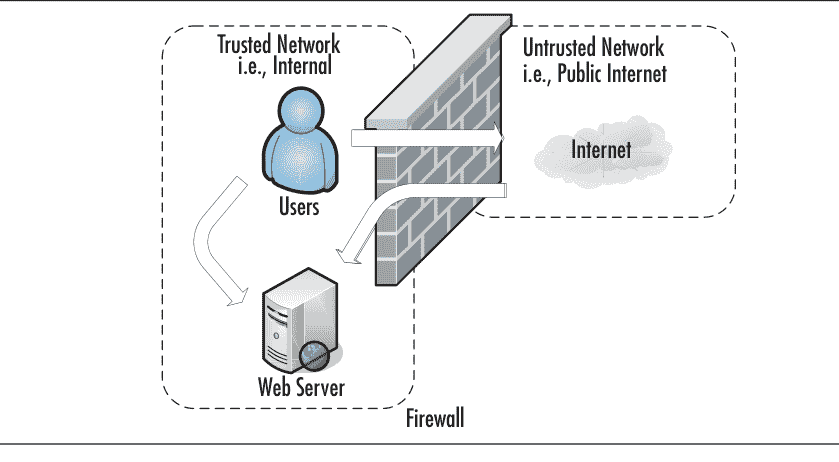 Trusted Network
i.e., Internal
Untrusted Network
i.e., Public Internet
Internet
Users
Web Server
Firewall